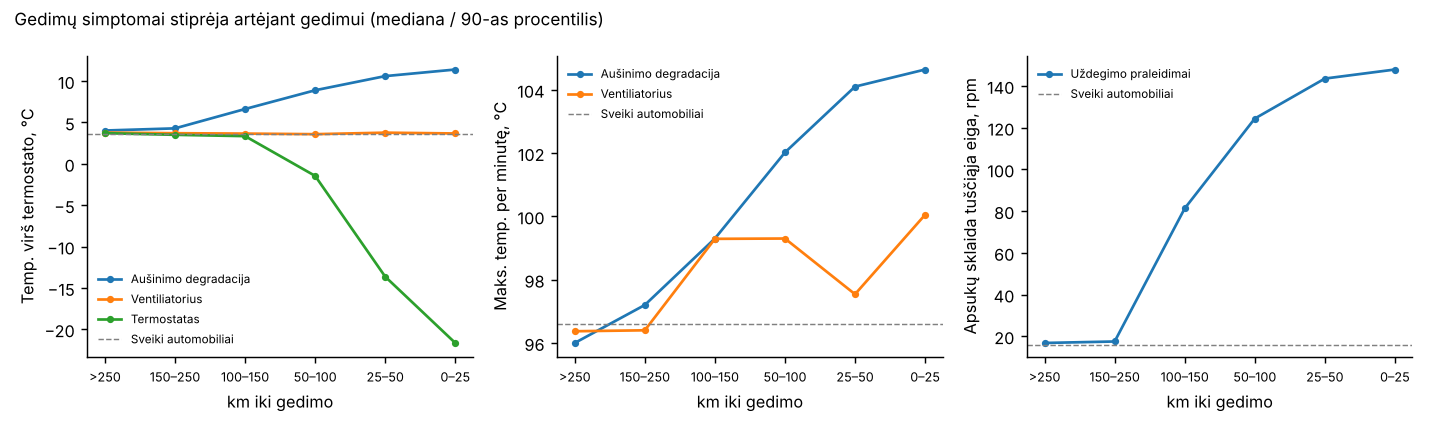 Gedimų simptomai stiprėja artėjant gedimui (mediana / 90-as procentilis)
Temp. virš termostato, °C
10
5
0
−5
−10
−15
−20
Aušinimo degradacija
Ventiliatorius
Termostatas
Sveiki automobiliai
>250
150–250
100–150
50–100
25–50
0–25
km iki gedimo
Maks. temp. per minutę, °C
104
102
100
98
96
Aušinimo degradacija
Ventiliatorius
Sveiki automobiliai
>250
150–250
100–150
50–100
25–50
0–25
km iki gedimo
Apsukų sklaida tuščiąja eiga, rpm
140
120
100
80
60
40
20
Uždegimo praleidimai
Sveiki automobiliai
>250
150–250
100–150
50–100
25–50
0–25
km iki gedimo